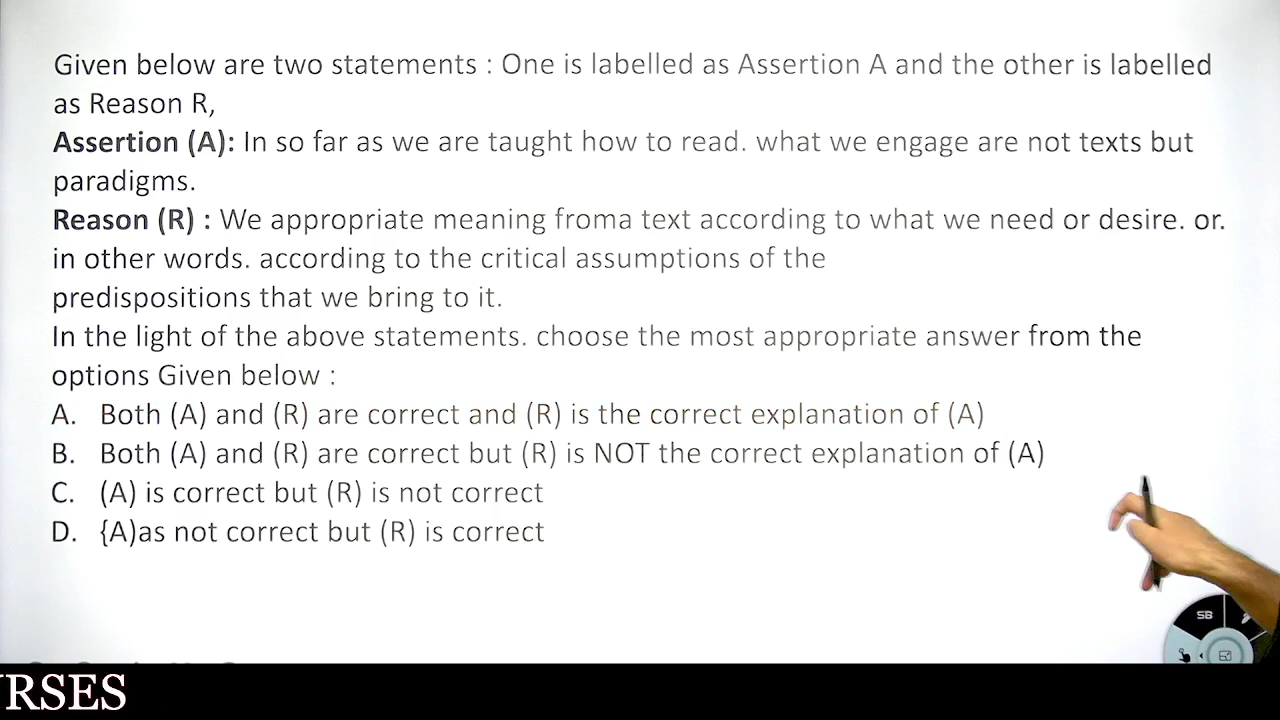 Given below are two statements : One is labelled as Assertion A and the other is labelled
as Reason R,
Assertion (A): In so far as we are taught how to read. what we engage are not texts but
paradigms.
Reason (R) : We appropriate meaning froma text according to what we need or desire. or.
in other words. according to the critical assumptions of the
predispositions that we bring to it.
In the light of the above statements. choose the most appropriate answer from the
options Given below :
A. Both (A) and (R) are correct and (R) is the correct explanation of (A)
B. Both (A) and (R) are correct but (R) is NOT the correct explanation of (A)
C. (A) is correct but (R) is not correct
D. {A)as not correct but (R) is correct
SB